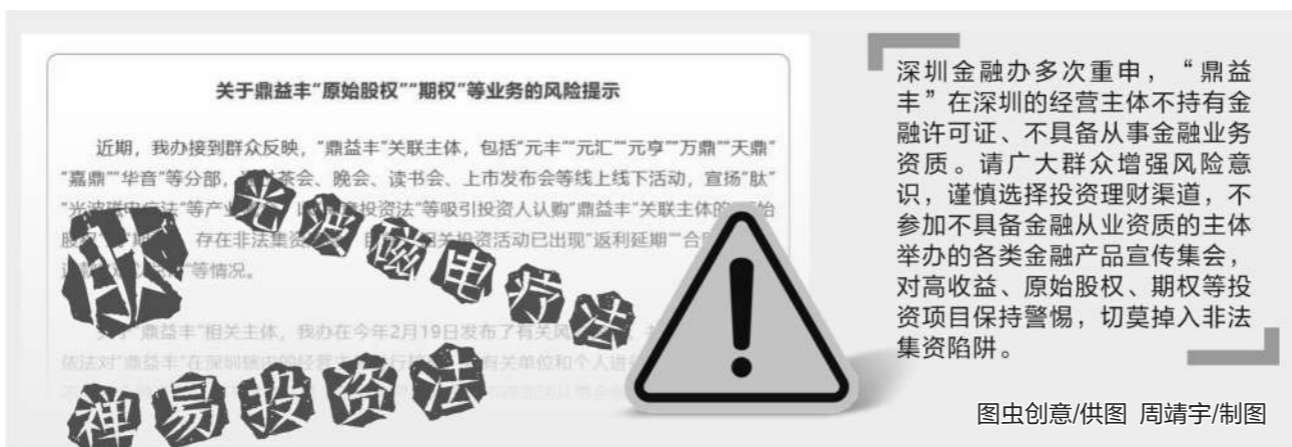 关于鼎益丰“原始股权”“期权”等业务的风险提示
近期，我办接到群众反映，“鼎益丰”关联主体，包括“元丰”“元汇”“元亨”“万鼎”“天鼎”
“嘉鼎”“华音”等分部，茶会、晚会、读书会、上市发布会等线上线下活动，宣扬“肽”
“光波磁电疗法”等产业投资法”等吸引投资人认购“鼎益丰”关联主体的
股权存在非法集资相关投资活动已出现“返利延期”“合同
等情况。
鼎益丰”相关主体，我办在今年2月19日发布了有关风
依法对“鼎益丰”在深圳辖内的经营有关单位和个人
肽
光波磁电疗法
禅易投资法
深圳金融办多次重申，“鼎益
丰”在深圳的经营主体不持有金
融许可证、不具备从事金融业务
资质。请广大群众增强风险意
识，谨慎选择投资理财渠道，不
参加不具备金融从业资质的主体
举办的各类金融产品宣传集会，
对高收益、原始股权、期权等投
资项目保持警惕，切莫掉入非法
集资陷阱。
图虫创意/供图 周靖宇/制图